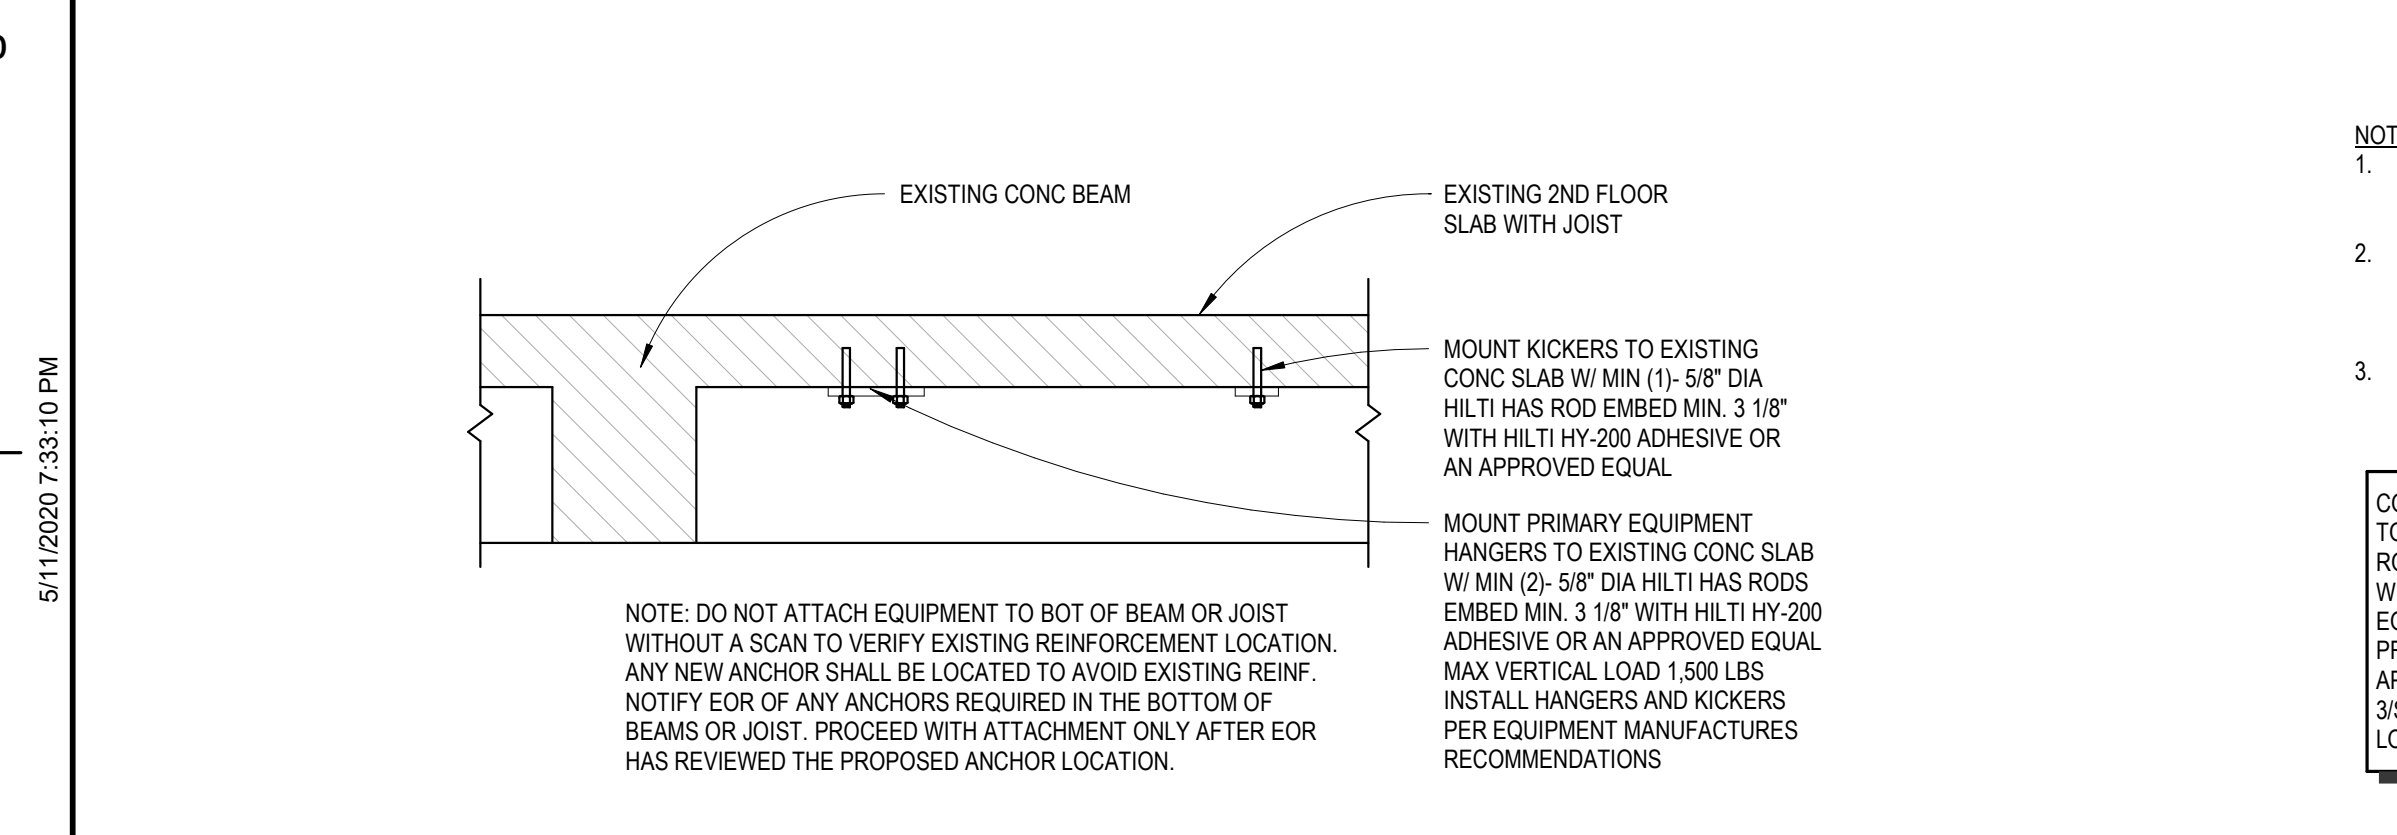 EXISTING CONC BEAM
EXISTING 2ND FLOOR
SLAB WITH JOIST
MOUNT KICKERS TO EXISTING
CONC SLAB W/ MIN (1)- 5/8" DIA
HILTI HAS ROD EMBED MIN. 3 1/8"
WITH HILTI HY-200 ADHESIVE OR
AN APPROVED EQUAL
MOUNT PRIMARY EQUIPMENT
HANGERS TO EXISTING CONC SLAB
W/ MIN (2)- 5/8" DIA HILTI HAS RODS
EMBED MIN. 3 1/8" WITH HILTI HY-200
ADHESIVE OR AN APPROVED EQUAL
MAX VERTICAL LOAD 1,500 LBS
INSTALL HANGERS AND KICKERS
PER EQUIPMENT MANUFACTURES
RECOMMENDATIONS
NOTE: DO NOT ATTACH EQUIPMENT TO BOT OF BEAM OR JOIST
WITHOUT A SCAN TO VERIFY EXISTING REINFORCEMENT LOCATION.
ANY NEW ANCHOR SHALL BE LOCATED TO AVOID EXISTING REINF.
NOTIFY EOR OF ANY ANCHORS REQUIRED IN THE BOTTOM OF
BEAMS OR JOIST. PROCEED WITH ATTACHMENT ONLY AFTER EOR
HAS REVIEWED THE PROPOSED ANCHOR LOCATION.
5/11/2020 7:33:10 PM
NOT
1.
2.
3.